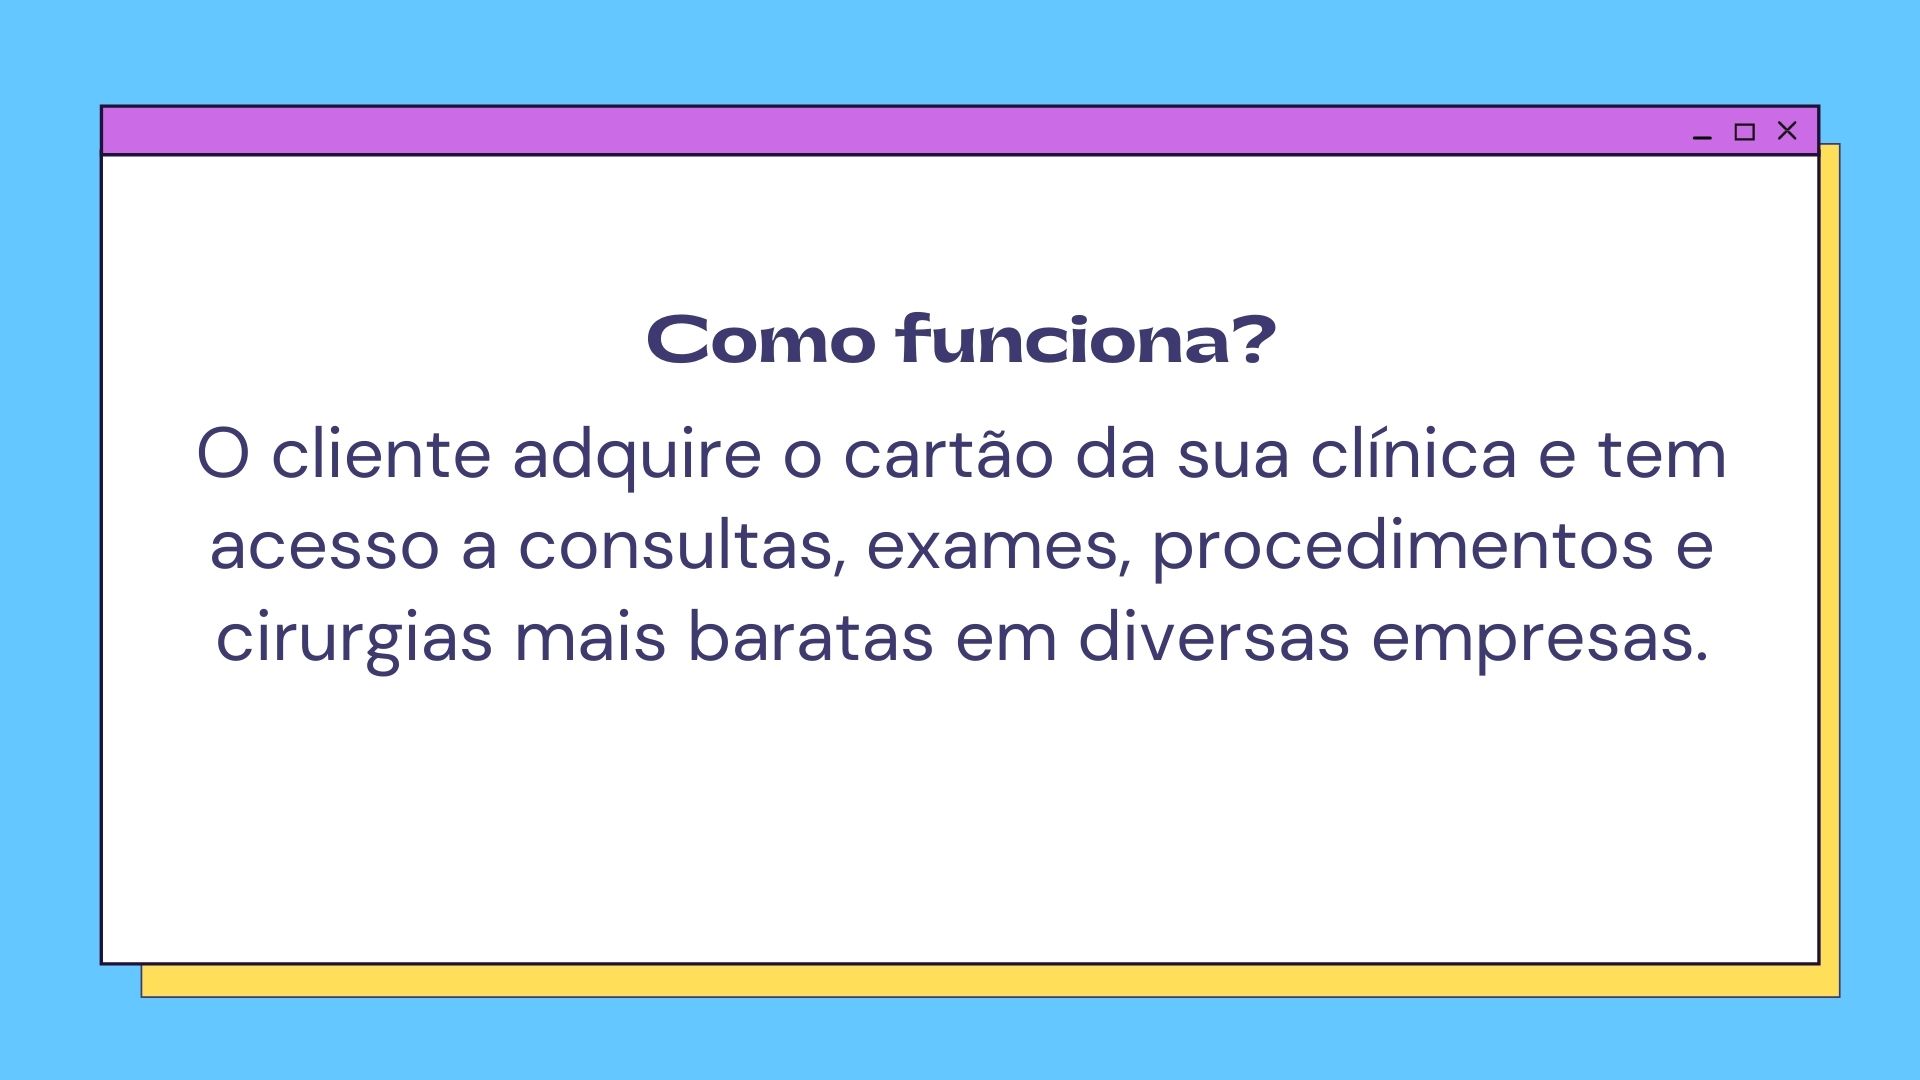 Como funciona?
O cliente adquire o cartão da sua clínica e tem
acesso a consultas, exames, procedimentos e
cirurgias mais baratas em diversas empresas.